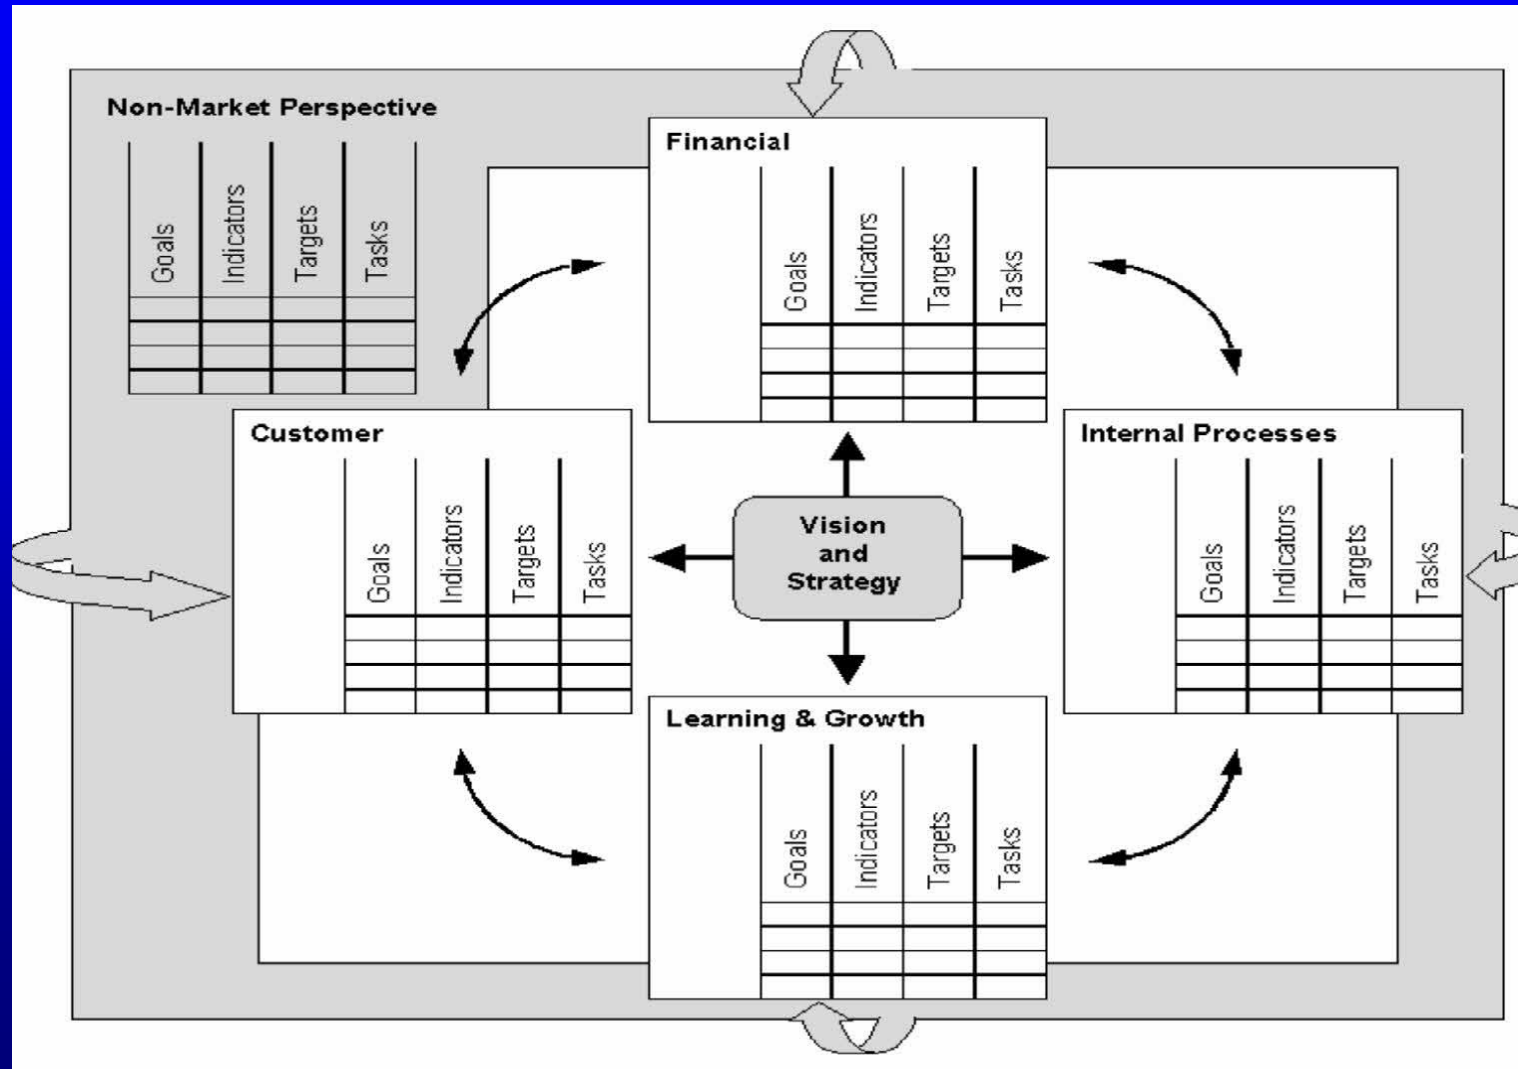 Non-Market Perspective
Goals
Indicators
Targets
Tasks
Financial
Goals
Indicators
Targets
Tasks
Customer
Goals
Indicators
Targets
Tasks
Vision
and
Strategy
Internal Processes
Goals
Indicators
Targets
Tasks
Learning & Growth
Goals
Indicators
Targets
Tasks